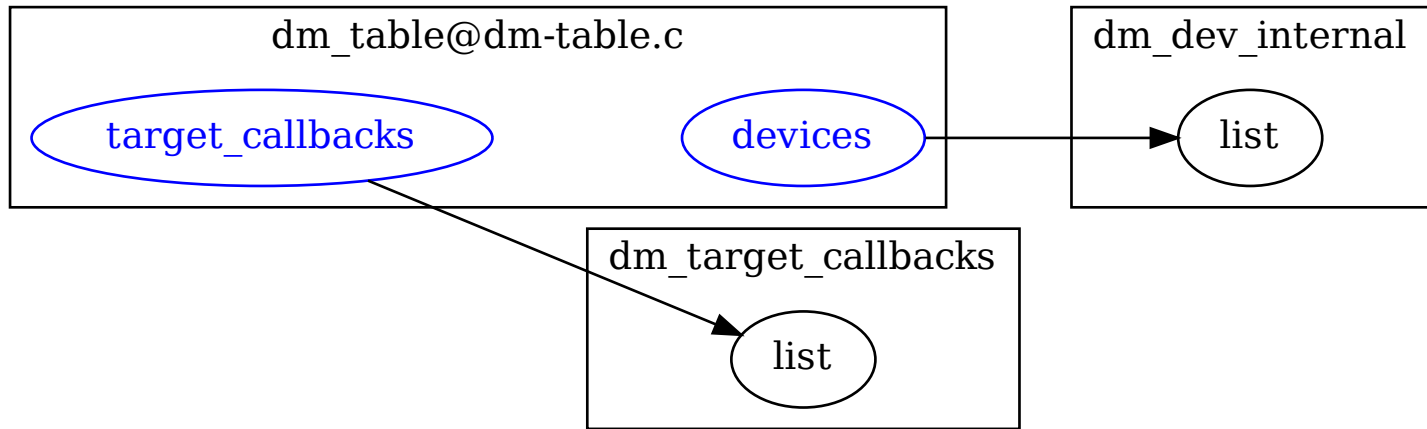 dm_table@dm-table.c
target_callbacks
devices
dm_dev_internal
list
dm_target_callbacks
list